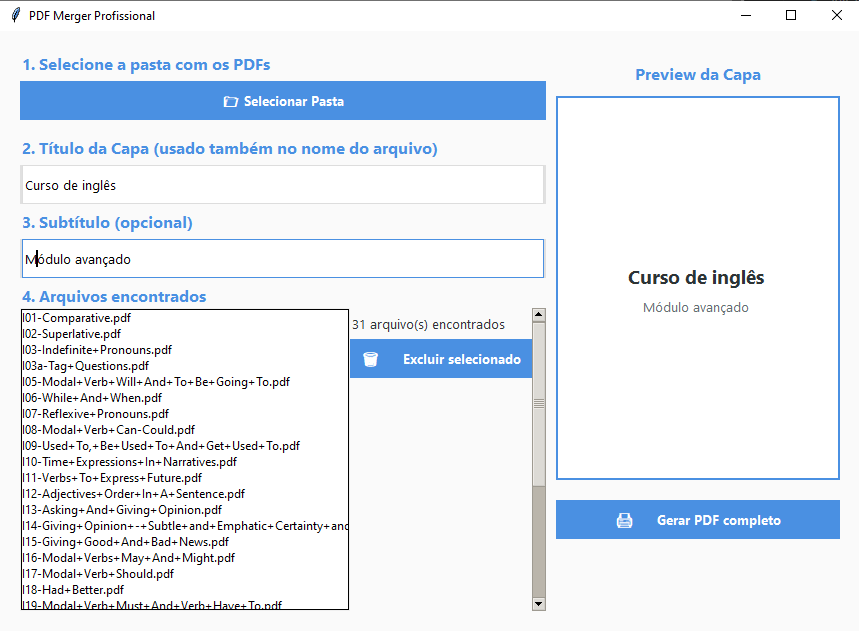 PDF Merger Profissional
1. Selecione a pasta com os PDFs
Selecionar Pasta
2. Título da Capa (usado também no nome do arquivo)
Curso de inglês
3. Subtítulo (opcional)
Módulo avançado
4. Arquivos encontrados
I01-Comparative.pdf
I02-Superlative.pdf
I03-Indefinite+Pronouns.pdf
I03a-Tag+Questions.pdf
I05-Modal+Verb+Will+And+To+Be+Going+To.pdf
I06-While+And+When.pdf
I07-Reflexive+Pronouns.pdf
I08-Modal+Verb+Can-Could.pdf
I09-Used+To,+Be+Used+To+And+Get+Used+To.pdf
I10-Time+Expressions+In+Narratives.pdf
I11-Verbs+To+Express+Future.pdf
I12-Adjectives+Order+In+A+Sentence.pdf
I13-Asking+And+Giving+Opinion.pdf
I14-Giving+Opinion+-+Subtle+and+Emphatic+Certainty+and
I15-Giving+Good+And+Bad+News.pdf
I16-Modal+Verbs+May+And+Might.pdf
I17-Modal+Verb+Should.pdf
I18-Had+Better.pdf
I19-Modal+Verb+Must+And+Verb+Have+To.pdf
31 arquivo(s) encontrados
Excluir selecionado
Preview da Capa
Curso de inglês
Módulo avançado
Gerar PDF completo